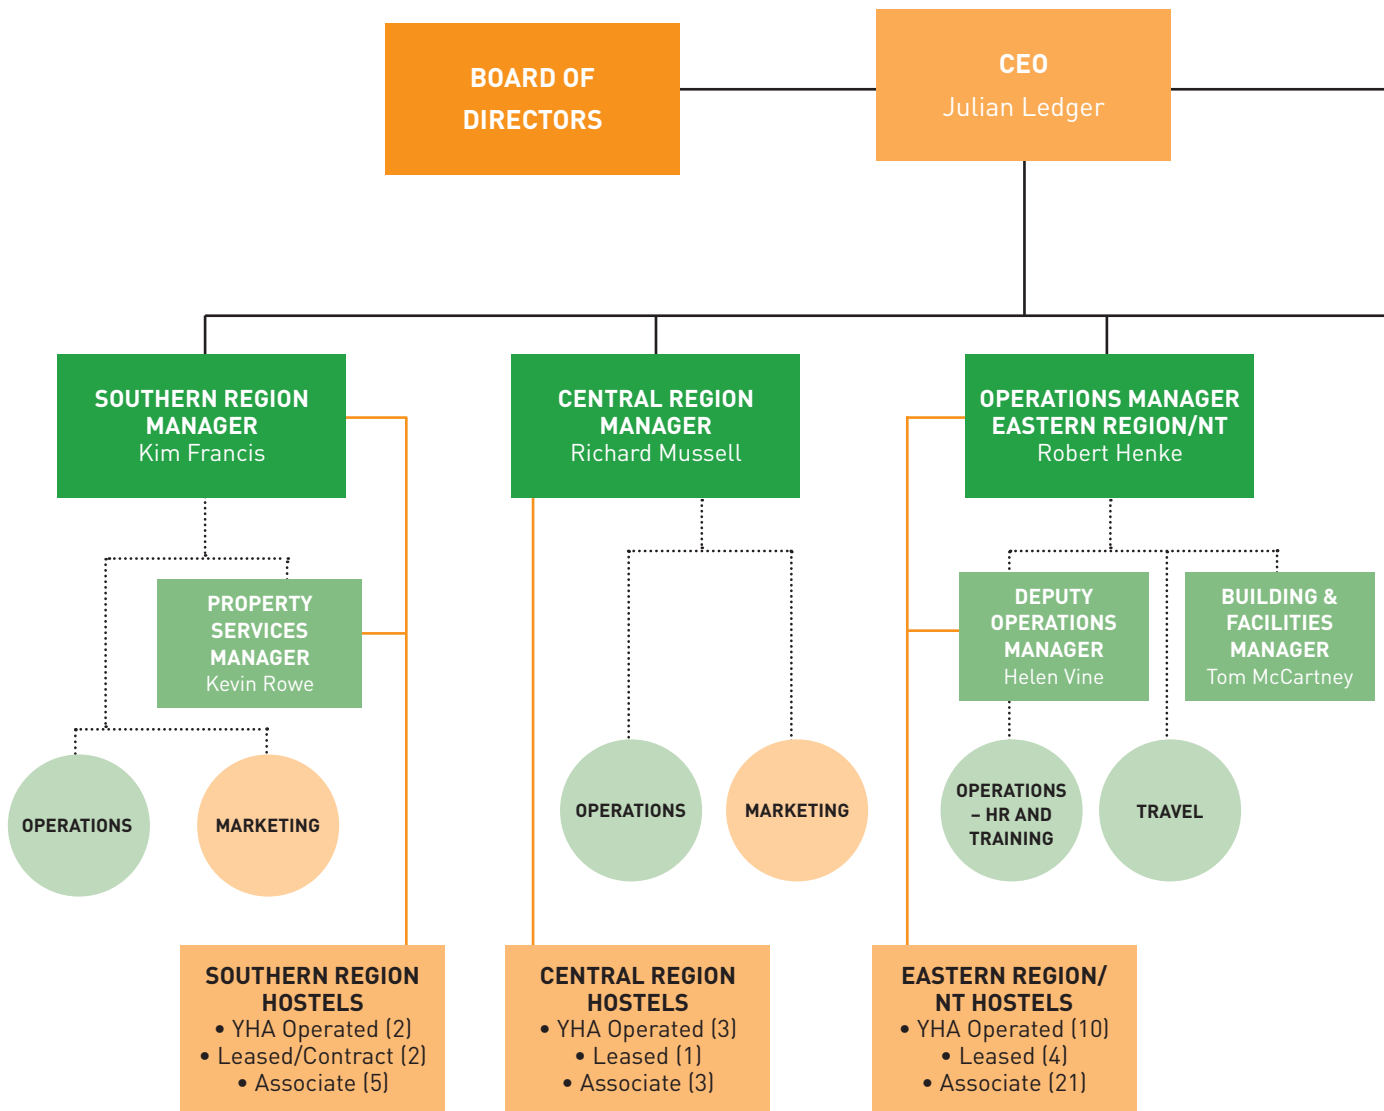 BOARD OF
DIRECTORS
CEO
Julian Ledger
SOUTHERN REGION
MANAGER
Kim Francis
CENTRAL REGION
MANAGER
Richard Mussell
OPERATIONS MANAGER
EASTERN REGION/NT
Robert Henke
PROPERTY
SERVICES
MANAGER
Kevin Rowe
DEPUTY
OPERATIONS
MANAGER
Helen Vine
BUILDING &
FACILITIES
MANAGER
Tom McCartney
OPERATIONS
MARKETING
OPERATIONS
MARKETING
OPERATIONS
– HR AND
TRAINING
TRAVEL
SOUTHERN REGION
HOSTELS
• YHA Operated (2)
• Leased/Contract (2)
• Associate (5)
CENTRAL REGION
HOSTELS
• YHA Operated (3)
• Leased (1)
• Associate (3)
EASTERN REGION/
NT HOSTELS
• YHA Operated (10)
• Leased (4)
• Associate (21)